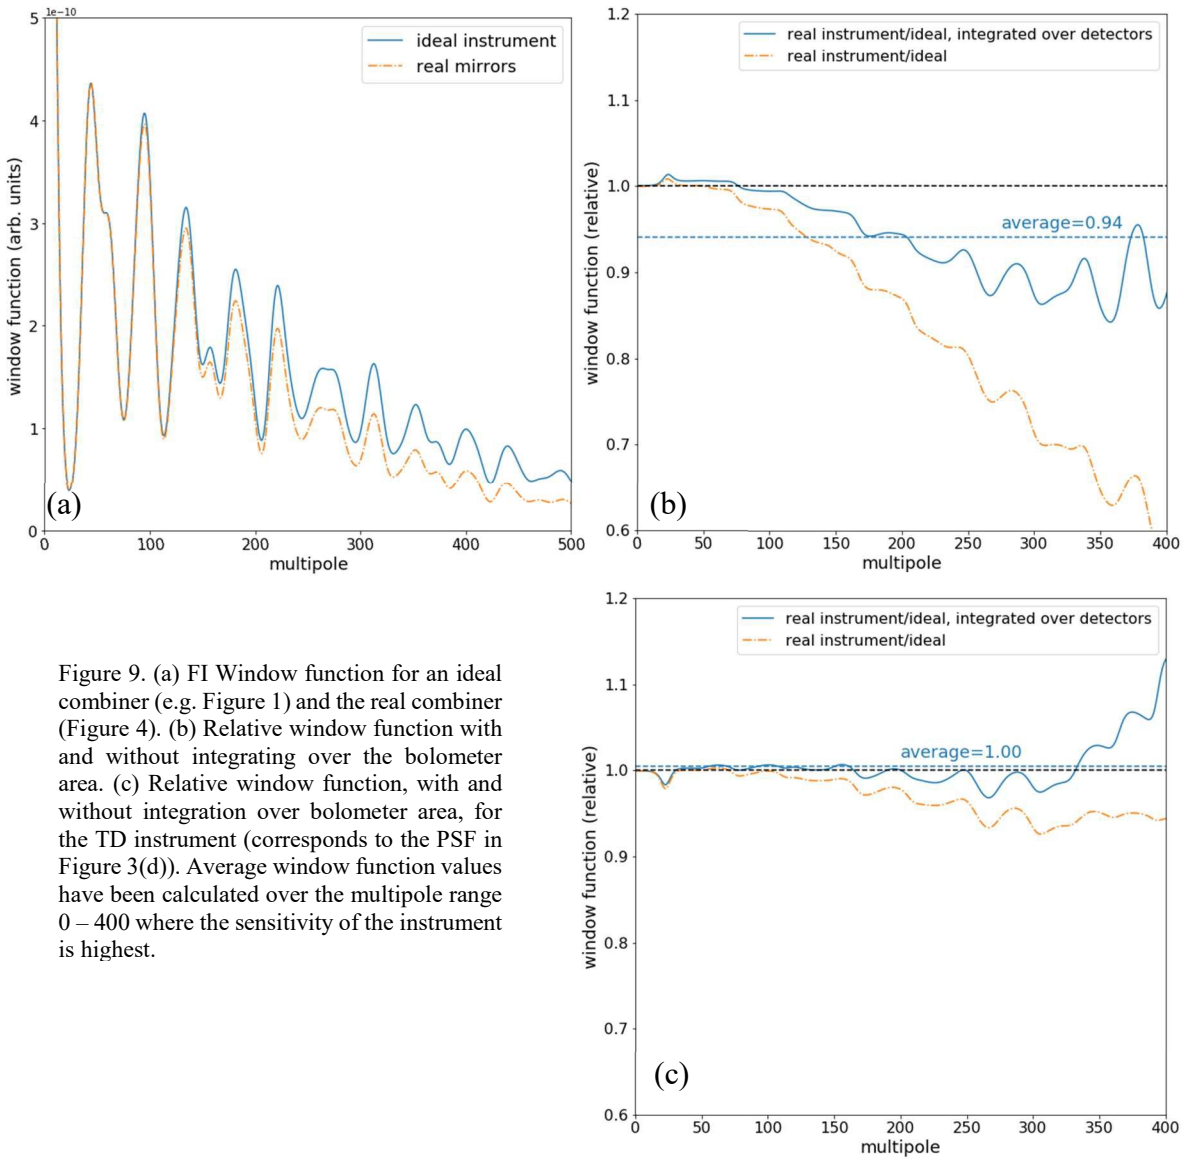 1e−10
5
4
3
2
1
0
window function (arb. units)
ideal instrument
real mirrors
(a)
0 100 200 300 400 500
multipole
1.2
1.1
1.0
0.9
0.8
0.7
0.6
window function (relative)
real instrument/ideal, integrated over detectors
real instrument/ideal
average=0.94
(b)
0 50 100 150 200 250 300 350 400
multipole
Figure 9. (a) FI Window function for an ideal
combiner (e.g. Figure 1) and the real combiner
(Figure 4). (b) Relative window function with
and without integrating over the bolometer
area. (c) Relative window function, with and
without integration over bolometer area, for
the TD instrument (corresponds to the PSF in
Figure 3(d)). Average window function values
have been calculated over the multipole range
0 – 400 where the sensitivity of the instrument
is highest.
1.2
1.1
1.0
0.9
0.8
0.7
0.6
window function (relative)
real instrument/ideal, integrated over detectors
real instrument/ideal
average=1.00
(c)
0 50 100 150 200 250 300 350 400
multipole